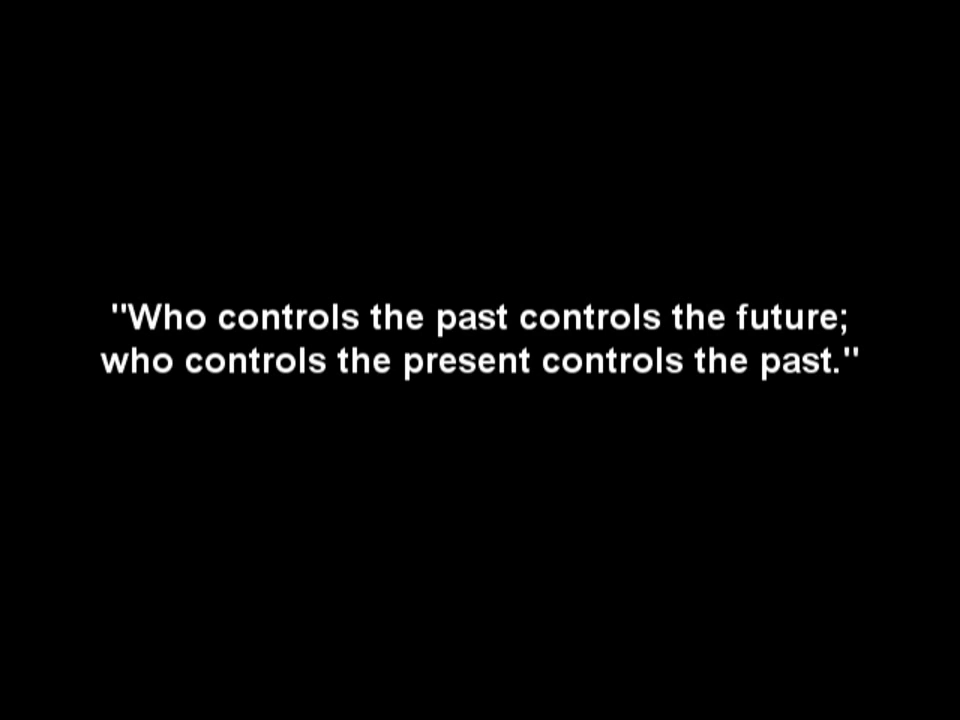 "Who controls the past controls the future;
who controls the present controls the past."